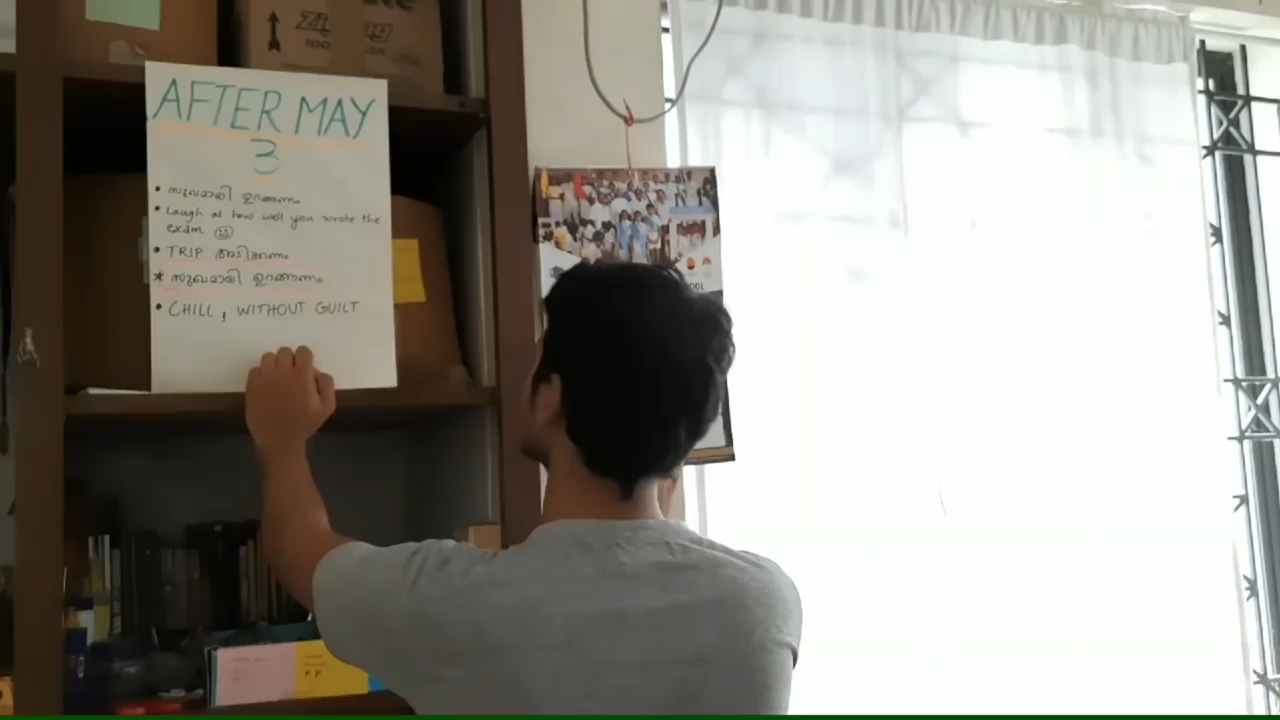 AFTER MAY
3
• സുഖമായി ഉറങ്ങണം
• Laugh at how well you wrote the
exam ☺
• TRIP അടിക്കണം
* സുഖമായി ഉറങ്ങണം
• CHILL, WITHOUT GUILT